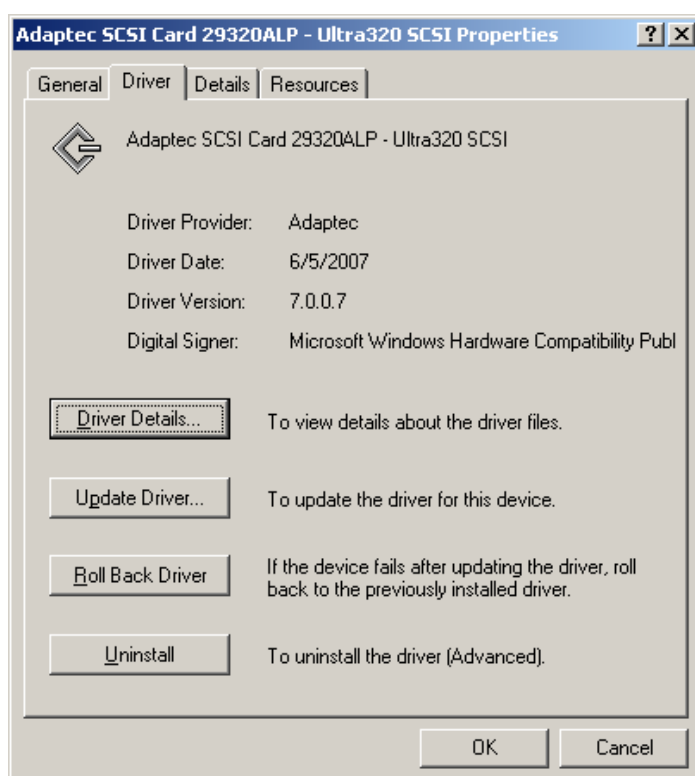 Adaptec SCSI Card 29320ALP - Ultra320 SCSI Properties
General Driver Details Resources
Adaptec SCSI Card 29320ALP - Ultra320 SCSI
Driver Provider: Adaptec
Driver Date: 6/5/2007
Driver Version: 7.0.0.7
Digital Signer: Microsoft Windows Hardware Compatibility Publ
Driver Details... To view details about the driver files.
Update Driver... To update the driver for this device.
Roll Back Driver If the device fails after updating the driver, roll
back to the previously installed driver.
Uninstall To uninstall the driver (Advanced).
OK Cancel